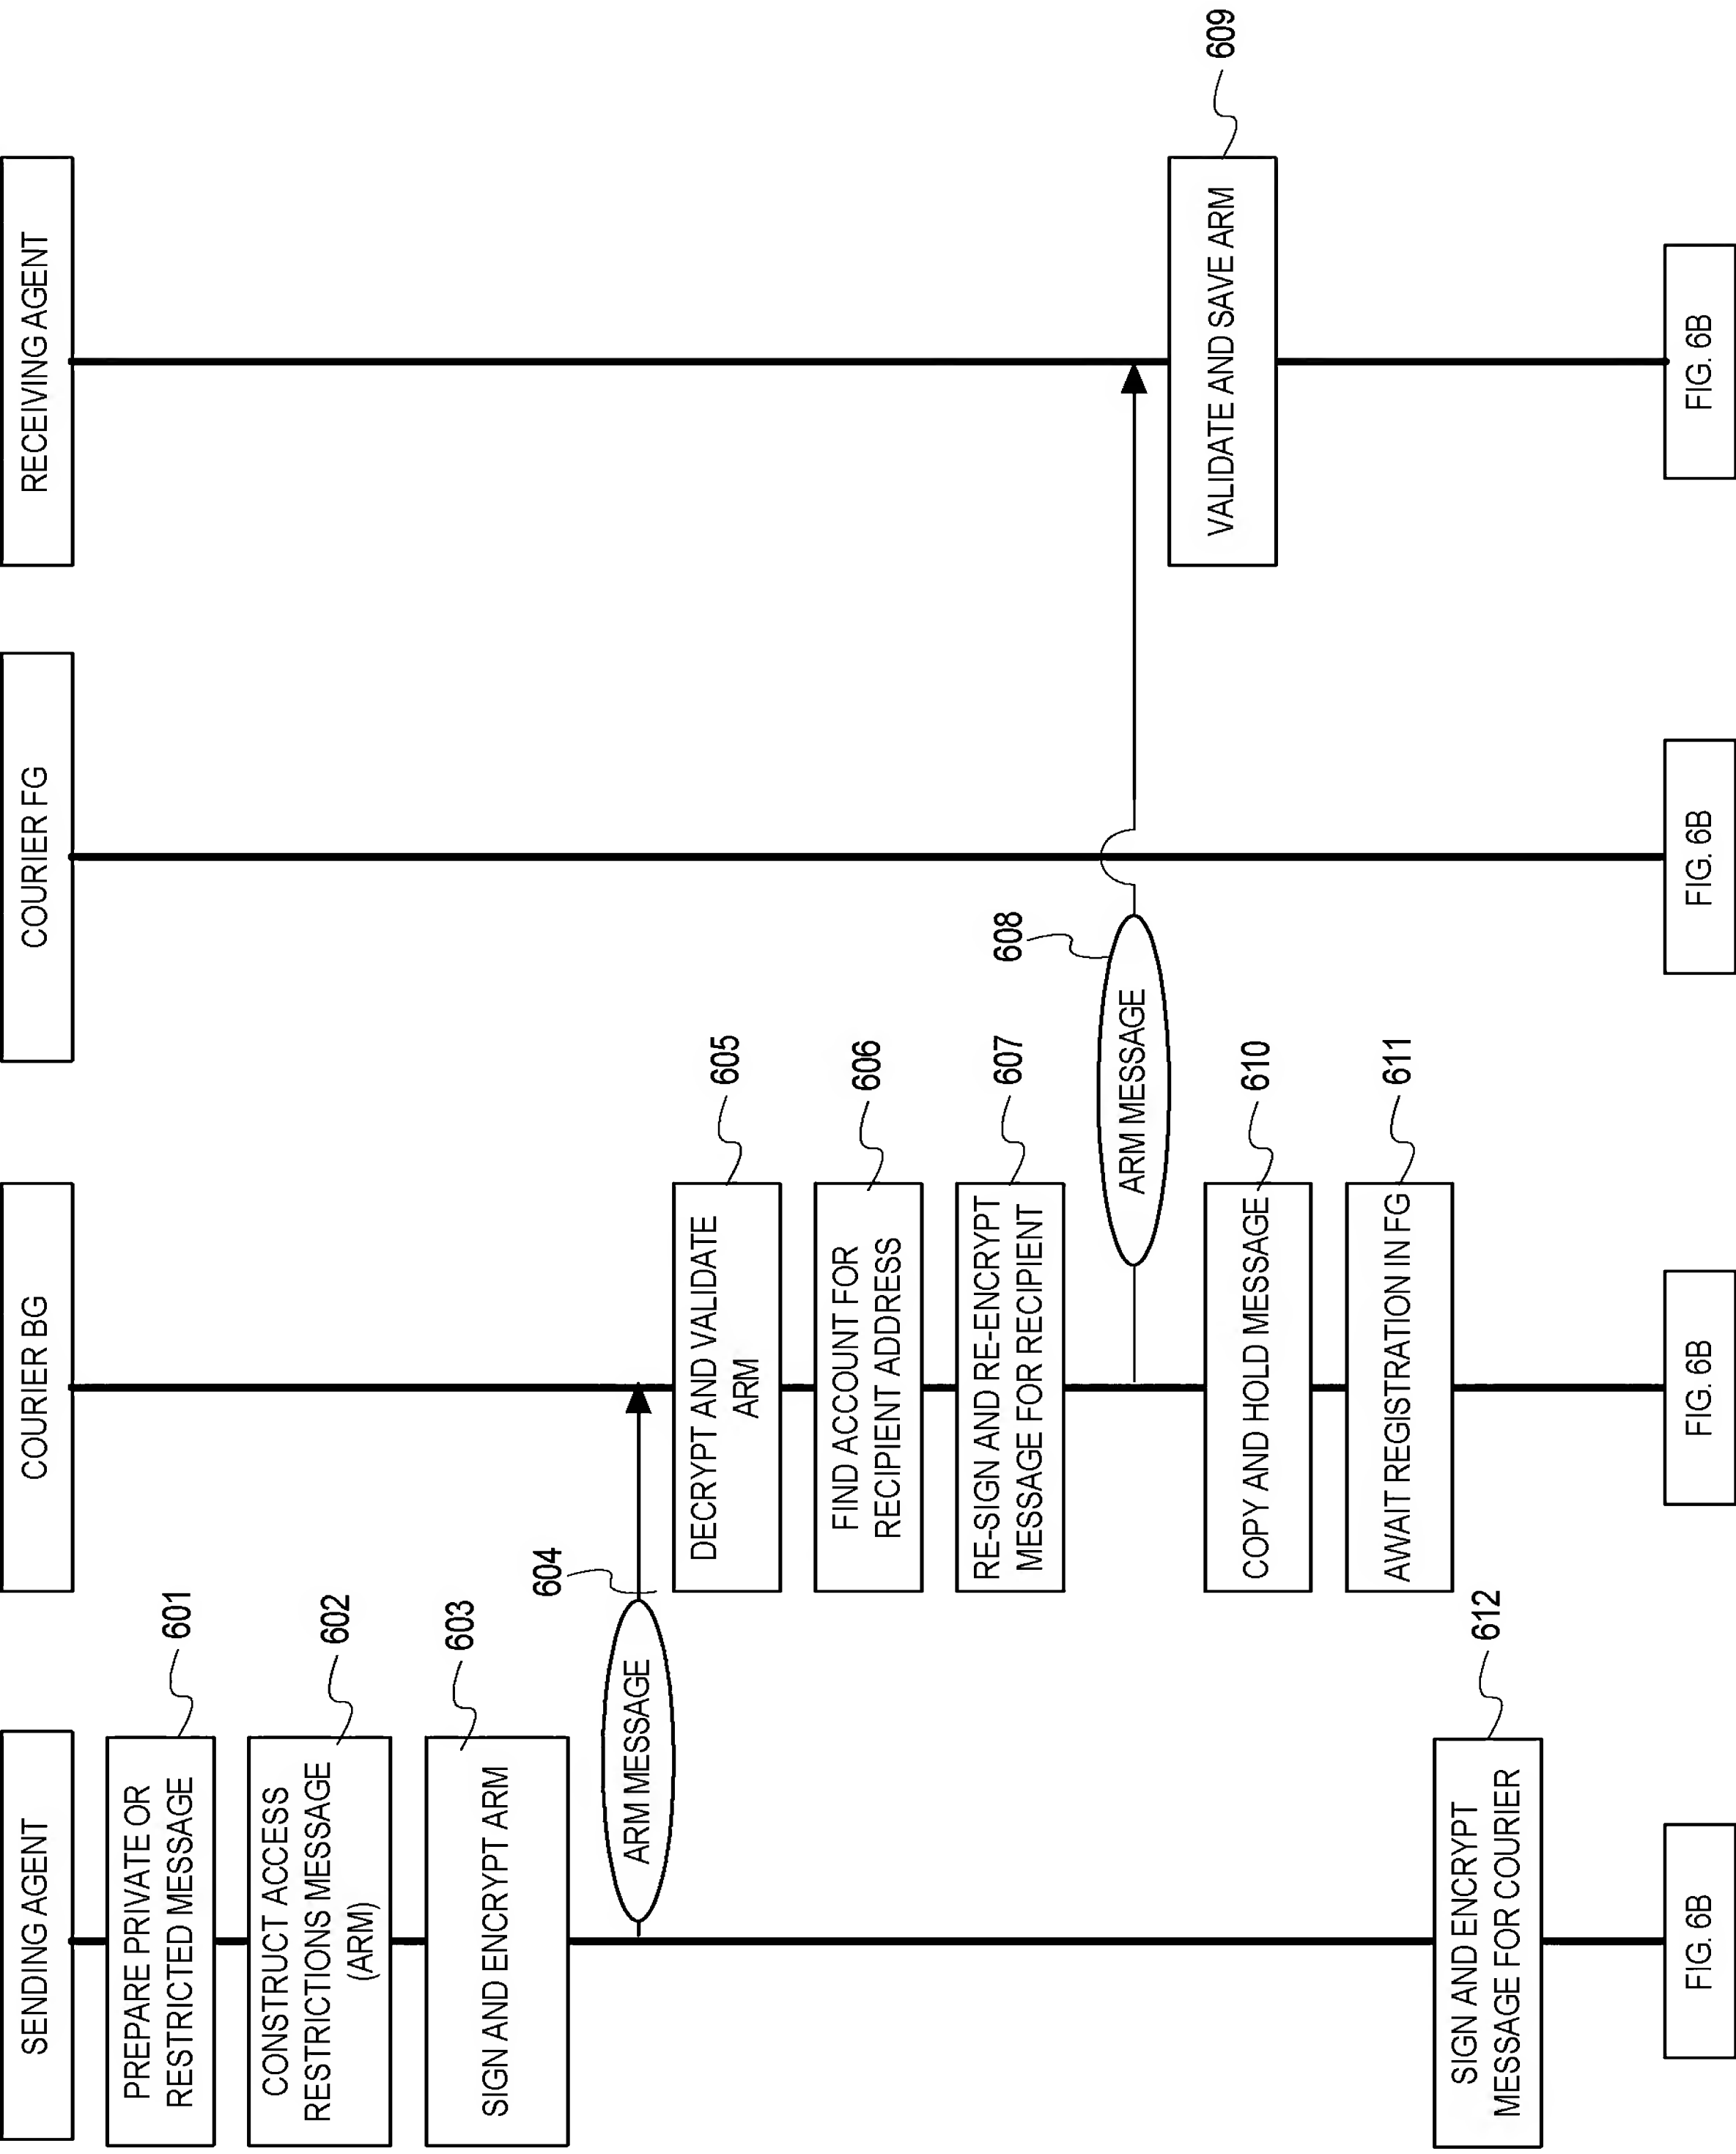 SENDING AGENT
COURIER BG
COURIER FG
RECEIVING AGENT
PREPARE PRIVATE OR
RESTRICTED MESSAGE
601
CONSTRUCT ACCESS
RESTRICTIONS MESSAGE
(ARM)
602
SIGN AND ENCRYPT ARM
603
ARM MESSAGE
604
DECRYPT AND VALIDATE
ARM
605
FIND ACCOUNT FOR
RECIPIENT ADDRESS
606
RE-SIGN AND RE-ENCRYPT
MESSAGE FOR RECIPIENT
607
ARM MESSAGE
608
VALIDATE AND SAVE ARM
609
COPY AND HOLD MESSAGE
610
AWAIT REGISTRATION IN FG
611
SIGN AND ENCRYPT
MESSAGE FOR COURIER
612
FIG. 6B
FIG. 6B
FIG. 6B
FIG. 6B